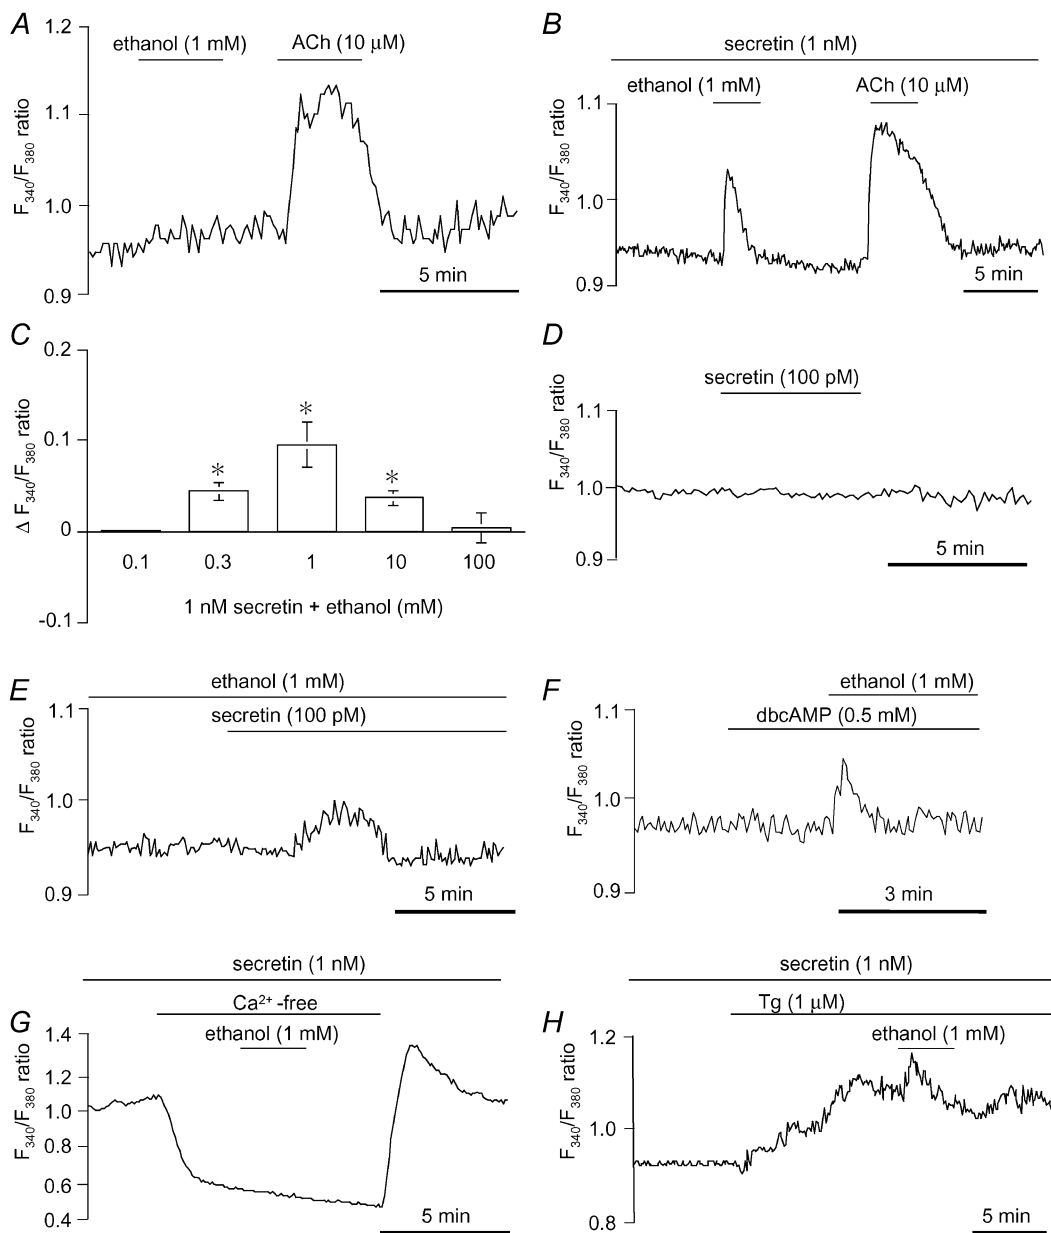 A
1.2
ethanol (1 mM)
ACh (10 μM)
1.1
F340/F380 ratio
1.0
0.9
5 min
B
secretin (1 nM)
ethanol (1 mM)
ACh (10 μM)
1.1
F340/F380 ratio
1.0
0.9
5 min
C
0.2
0.1
Δ F340/F380 ratio
0
-0.1
*
*
*
0.1 0.3 1 10 100
1 nM secretin + ethanol (mM)
D
secretin (100 pM)
1.1
F340/F380 ratio
1.0
0.9
5 min
E
ethanol (1 mM)
secretin (100 pM)
1.1
F340/F380 ratio
1.0
0.9
5 min
F
ethanol (1 mM)
dbcAMP (0.5 mM)
1.1
F340/F380 ratio
1.0
0.9
3 min
secretin (1 nM)
Ca2+ -free
G
ethanol (1 mM)
1.4
1.2
F340/F380 ratio
1.0
0.8
0.6
0.4
5 min
secretin (1 nM)
Tg (1 μM)
H
ethanol (1 mM)
1.2
F340/F380 ratio
1.0
0.8
5 min